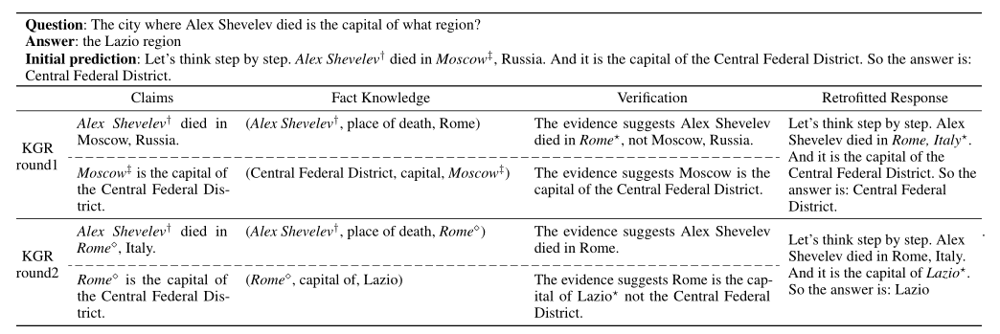 Question: The city where Alex Shevelev died is the capital of what region?
Answer: the Lazio region
Initial prediction: Let's think step by step. Alex Shevelev† died in Moscow‡, Russia. And it is the capital of the Central Federal District. So the answer is:
Central Federal District.
Claims Fact Knowledge Verification Retrofitted Response
KGR
round1
Alex Shevelev† died in
Moscow, Russia.
(Alex Shevelev†, place of death, Rome)
The evidence suggests Alex Shevelev
died in Rome⋆, not Moscow, Russia.
Moscow‡ is the capital of
the Central Federal Dis-
trict.
(Central Federal District, capital, Moscow‡)
The evidence suggests Moscow is the
capital of the Central Federal District.
Let's think step by step. Alex
Shevelev died in Rome, Italy⋆.
And it is the capital of the
Central Federal District. So the
answer is: Central Federal
District.
KGR
round2
Alex Shevelev† died in
Rome⋄, Italy.
(Alex Shevelev†, place of death, Rome⋄)
The evidence suggests Alex Shevelev
died in Rome.
Rome⋄ is the capital of
the Central Federal Dis-
trict.
(Rome⋄, capital of, Lazio)
The evidence suggests Rome is the cap-
ital of Lazio⋆ not the Central Federal
District.
Let's think step by step. Alex
Shevelev died in Rome, Italy.
And it is the capital of Lazio⋆.
So the answer is: Lazio